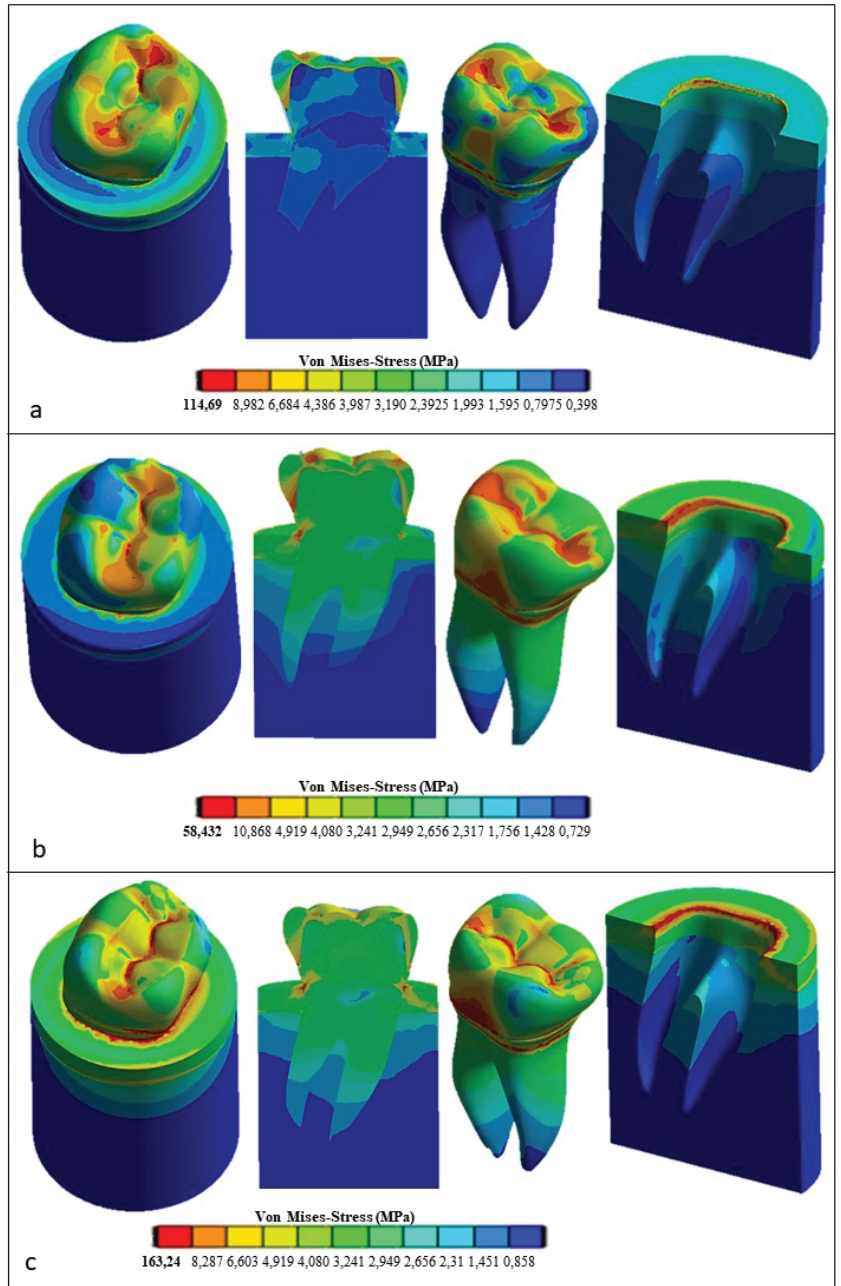 Von Mises-Stress (MPa)
114,69 8,982 6,684 4,386 3,987 3,190 2,3925 1,993 1,595 0,7975 0,398
a
Von Mises-Stress (MPa)
58,432 10,868 4,919 4,080 3,241 2,949 2,656 2,317 1,756 1,428 0,729
b
Von Mises-Stress (MPa)
163,24 8,287 6,603 4,919 4,080 3,241 2,949 2,656 2,31 1,451 0,858
c